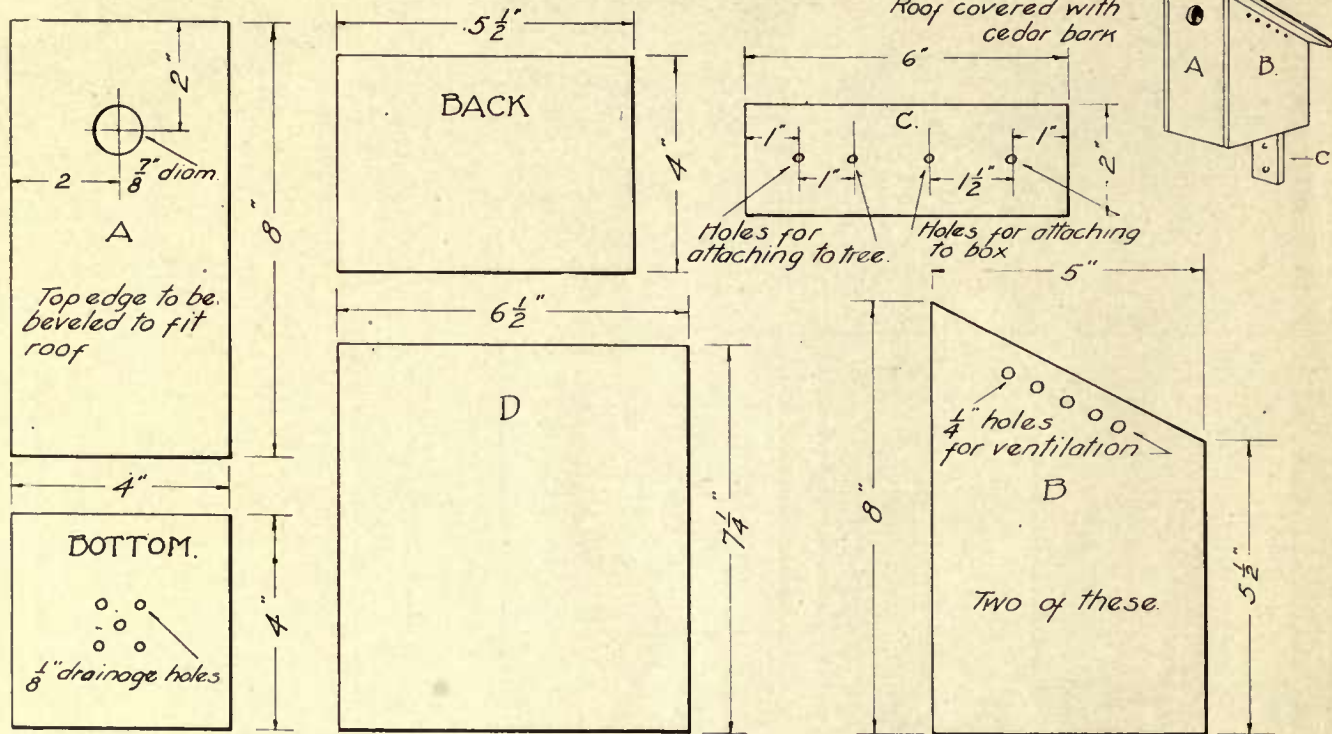 Roof covered with
cedar bark
A
B.
C
2"
2
7/8" diam.
A
8"
Top edge to be
beveled to fit
roof
4"
5 1/2"
BACK
4"
6"
C.
1"
1"
1"
1 1/2"
2"
Holes for
attaching to tree.
Holes for attaching
to box
BOTTOM.
4"
1/8" drainage holes
6 1/2"
D
7 1/4"
5"
1/4" holes
for ventilation
B
8"
5 1/2"
Two of these.